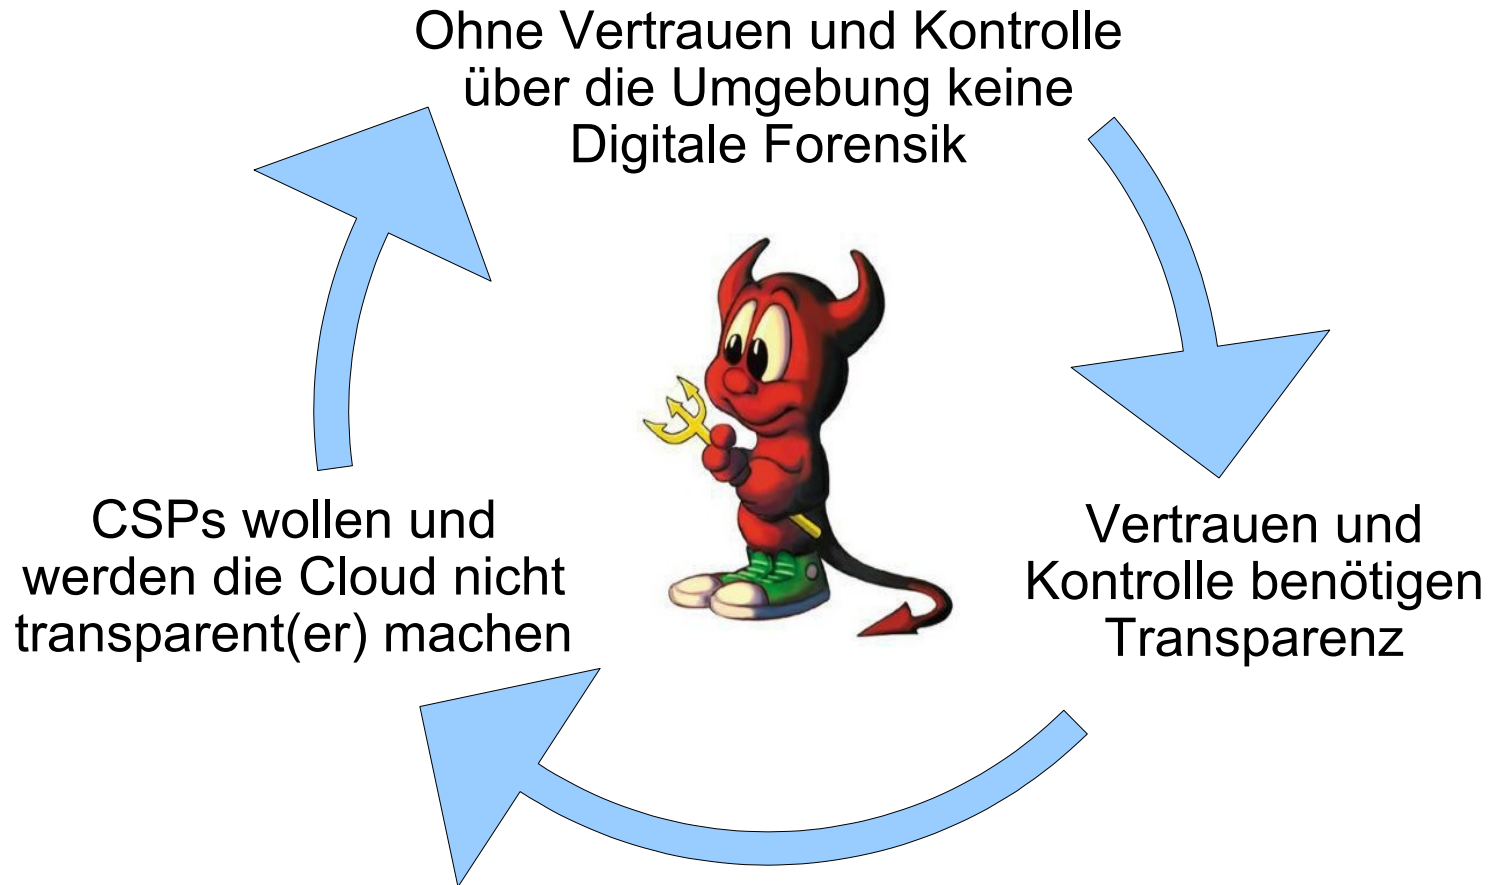 Ohne Vertrauen und Kontrolle
über die Umgebung keine
Digitale Forensik
Vertrauen und
Kontrolle benötigen
Transparenz
CSPs wollen und
werden die Cloud nicht
transparent(er) machen